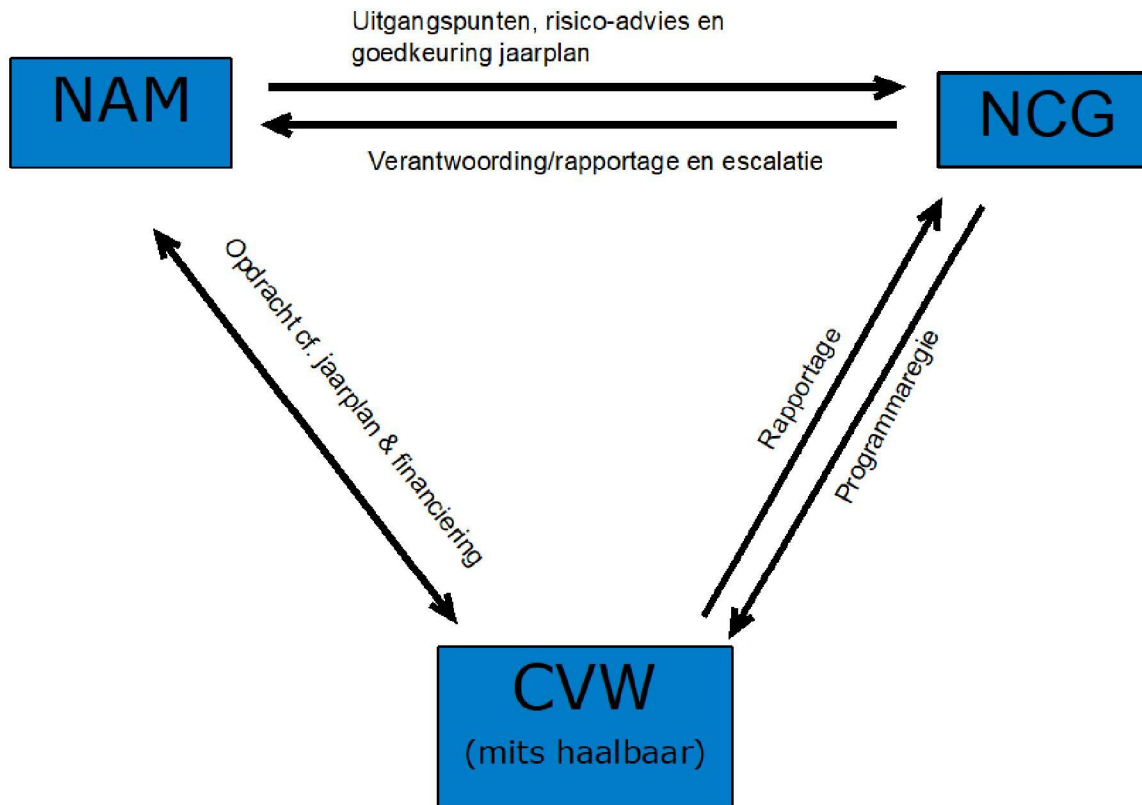 Uitgangspunten, risico-advies en
goedkeuring jaarplan
NAM
NCG
Verantwoording/rapportage en escalatie
Opdracht cf. jaarplan & financiering
Rapportage
Programmaregie
CVW
(mits haalbaar)